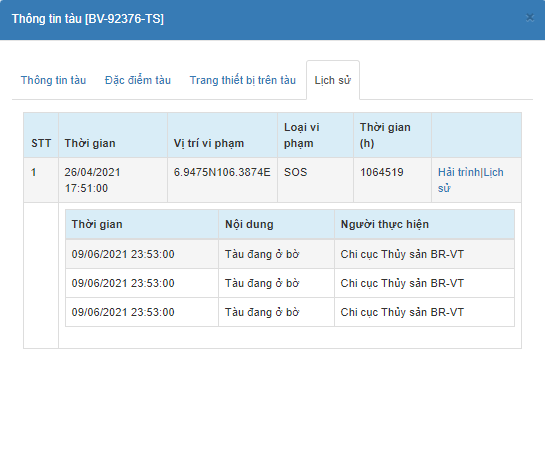 Thông tin tàu [BV-92376-TS]
×
Thông tin tàu Đặc điểm tàu Trang thiết bị trên tàu Lịch sử
STT Thời gian Vị trí vi phạm Loại vi phạm Thời gian (h)
1 26/04/2021 17:51:00 6.9475N106.3874E SOS 1064519 Hải trình|Lịch sử
Thời gian Nội dung Người thực hiện
09/06/2021 23:53:00 Tàu đang ở bờ Chi cục Thủy sản BR-VT
09/06/2021 23:53:00 Tàu đang ở bờ Chi cục Thủy sản BR-VT
09/06/2021 23:53:00 Tàu đang ở bờ Chi cục Thủy sản BR-VT